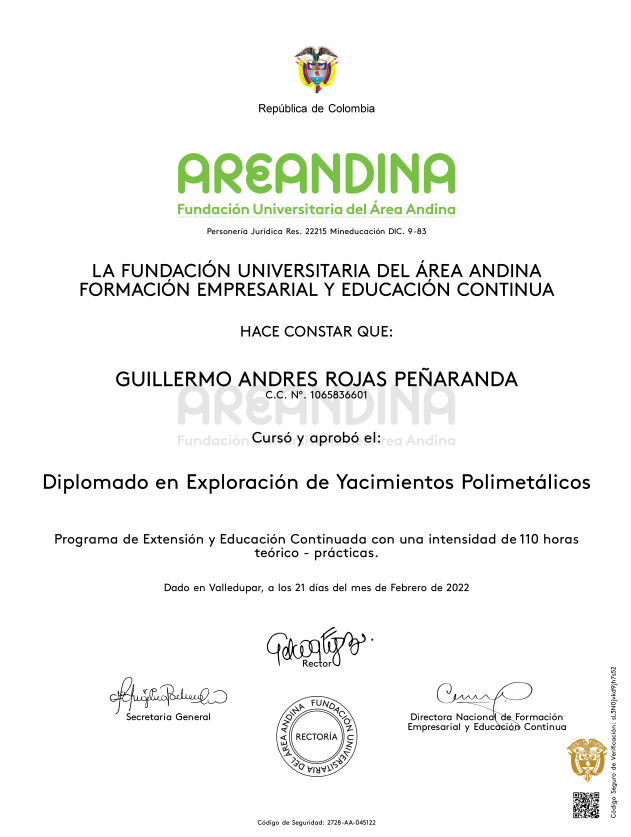 República de Colombia
AREANDINA
Fundación Universitaria del Área Andina
Personería Jurídica Res. 22215 Mineducación DIC. 9-83
LA FUNDACIÓN UNIVERSITARIA DEL ÁREA ANDINA
FORMACIÓN EMPRESARIAL Y EDUCACIÓN CONTINUA
HACE CONSTAR QUE:
GUILLERMO ANDRES ROJAS PEÑARANDA
C.C. Nº. 1065836601
AREANDINA
Fundación Universitaria del Área Andina
Cursó y aprobó el:
Diplomado en Exploración de Yacimientos Polimetálicos
Programa de Extensión y Educación Continuada con una intensidad de 110 horas
teórico - prácticas.
Dado en Valledupar, a los 21 días del mes de Febrero de 2022
Rector
Secretaria General
FUNDACIÓN UNIVERSITARIA DEL ÁREA ANDINA
RECTORÍA
Directora Nacional de Formación
Empresarial y Educación Continua
Código de Seguridad: 2728-AA-045122